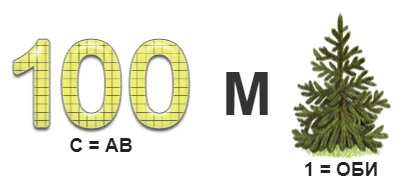 100 М
С = АВ
1 = ОБИ